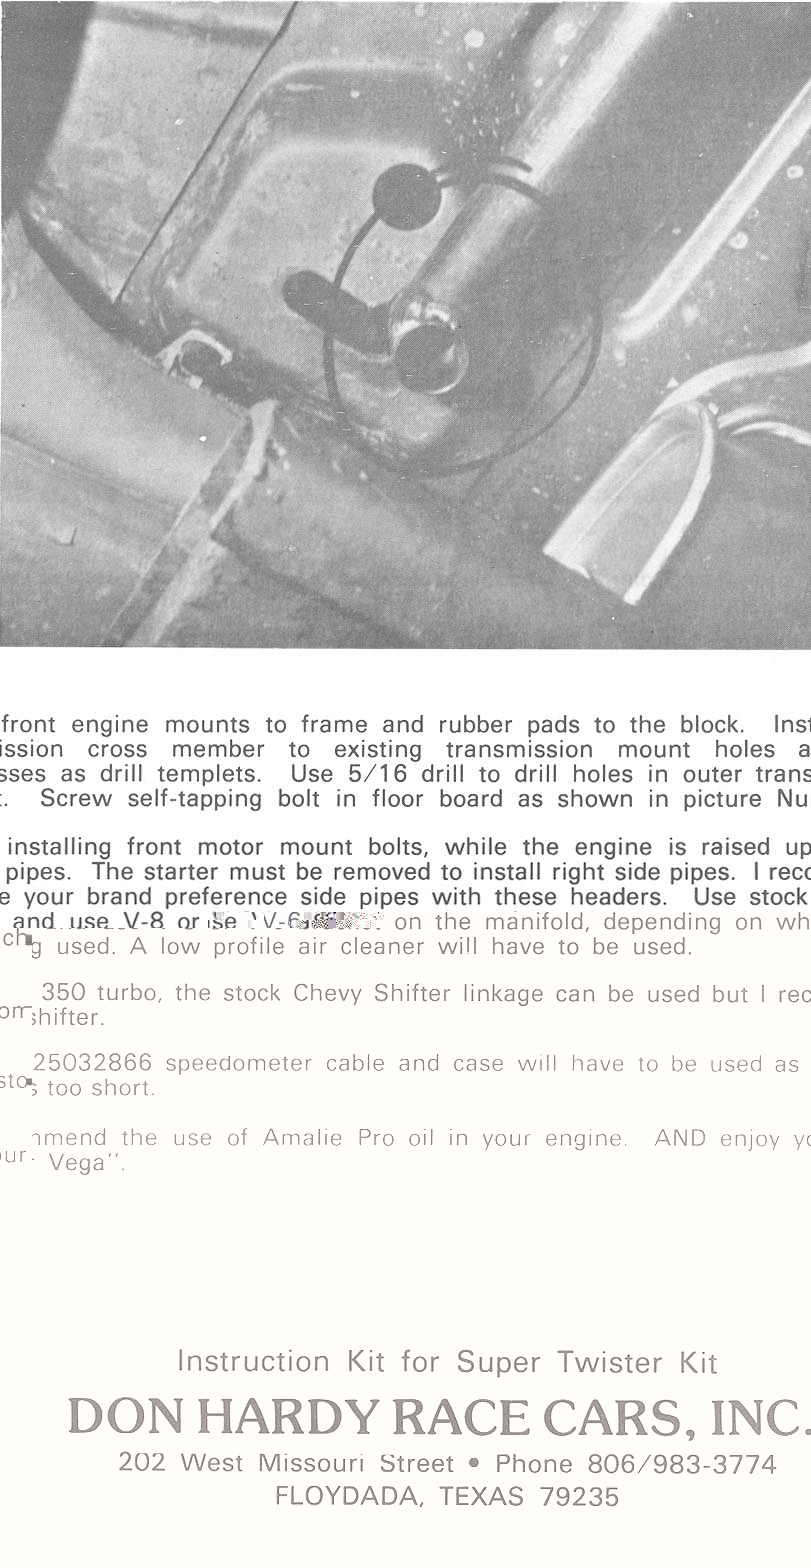 front engine mounts to frame and rubber pads to the block. Inst
ission cross member to existing transmission mount holes a
sses as drill templets. Use 5/16 drill to drill holes in outer trans
. Screw self-tapping bolt in floor board as shown in picture Nu
installing front motor mount bolts, while the engine is raised up
pipes. The starter must be removed to install right side pipes. I reco
e your brand preference side pipes with these headers. Use stock
and use V-8 or V-6 on the manifold, depending on wh
ch g used. A low profile air cleaner will have to be used.
350 turbo, the stock Chevy Shifter linkage can be used but I rec
om shifter.
25032866 speedometer cable and case will have to be used as
sto s too short.
mmend the use of Amalie Pro oil in your engine. AND enjoy yo
our Vega".
Instruction Kit for Super Twister Kit
DON HARDY RACE CARS, INC.
202 West Missouri Street • Phone 806/983-3774
FLOYDADA, TEXAS 79235